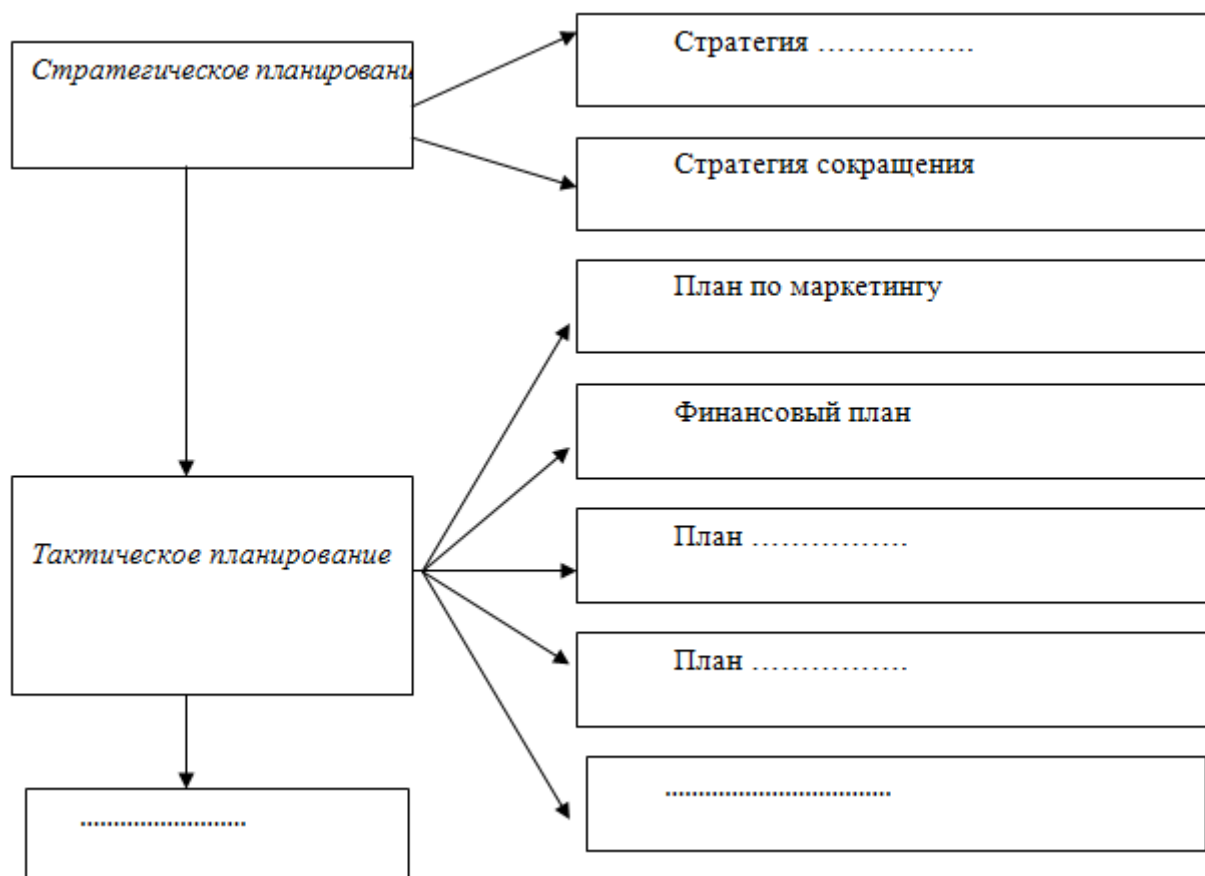 Стратегия …………….
Стратегическое планировани
Стратегия сокращения
План по маркетингу
Финансовый план
План …………….
Тактическое планирование
План …………….
..................................
.........................